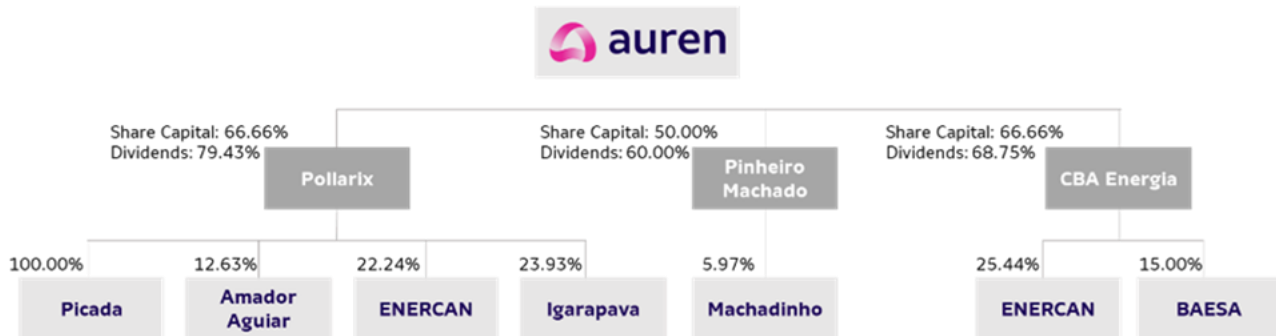 auren
Share Capital: 66.66%
Dividends: 79.43%
Pollarix
Share Capital: 50.00%
Dividends: 60.00%
Pinheiro
Machado
Share Capital: 66.66%
Dividends: 68.75%
CBA Energia
100.00%
Picada
12.63%
Amador
Aguiar
22.24%
ENERCAN
23.93%
Igarapava
5.97%
Machadinho
25.44%
ENERCAN
15.00%
BAESA